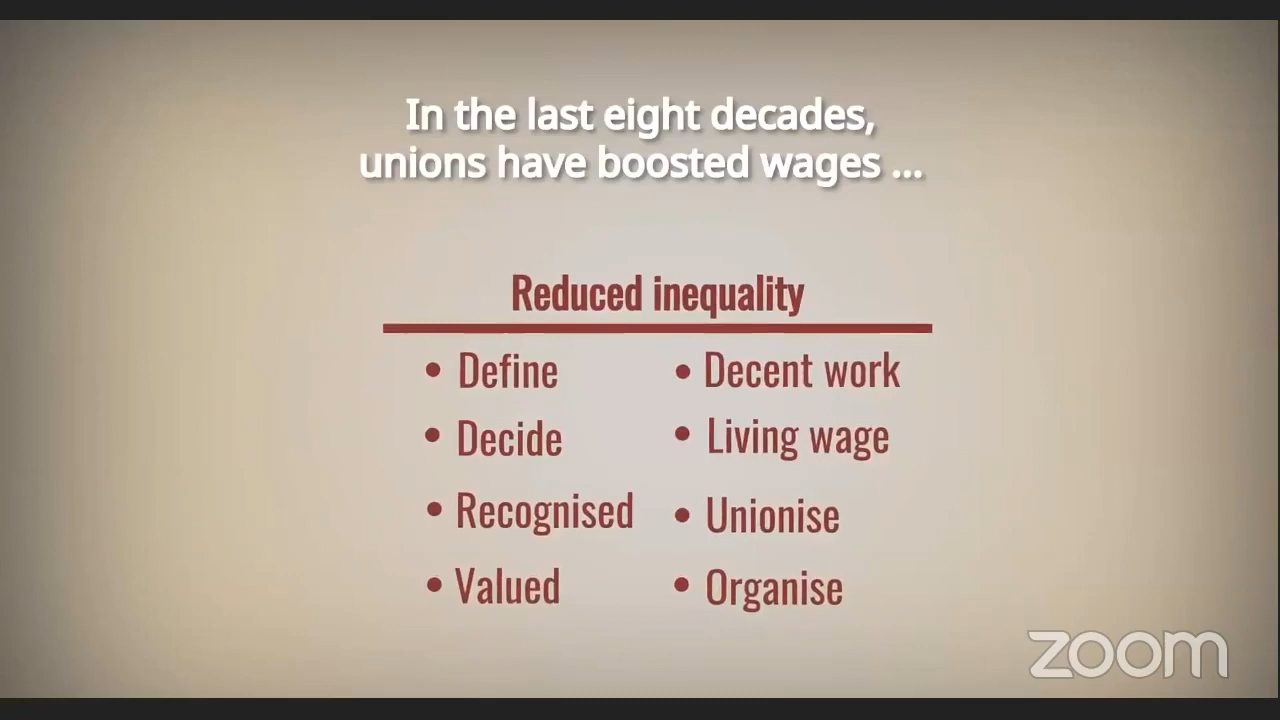 In the last eight decades,
unions have boosted wages ...
Reduced inequality
• Define
• Decide
• Recognised
• Valued
• Decent work
• Living wage
• Unionise
• Organise
zoom